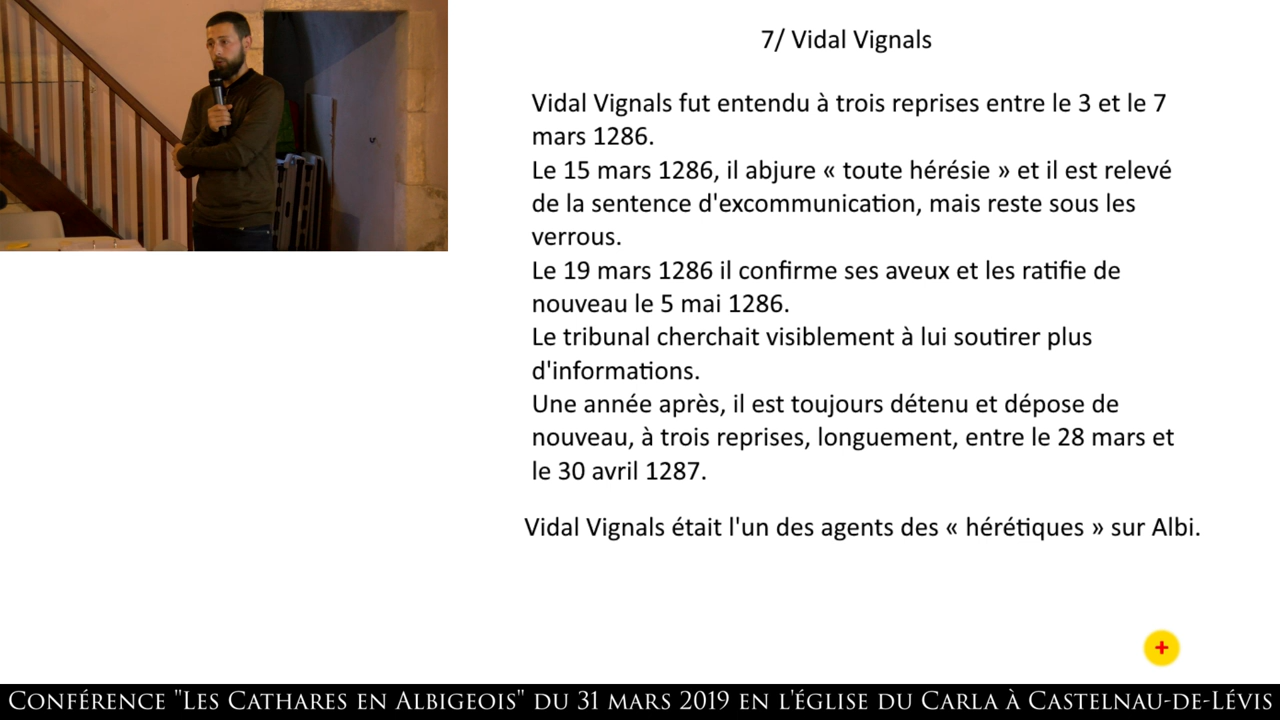 7/ Vidal Vignals
Vidal Vignals fut entendu à trois reprises entre le 3 et le 7
mars 1286.
Le 15 mars 1286, il abjure « toute hérésie » et il est relevé
de la sentence d'excommunication, mais reste sous les
verrous.
Le 19 mars 1286 il confirme ses aveux et les ratifie de
nouveau le 5 mai 1286.
Le tribunal cherchait visiblement à lui soutirer plus
d'informations.
Une année après, il est toujours détenu et dépose de
nouveau, à trois reprises, longuement, entre le 28 mars et
le 30 avril 1287.
Vidal Vignals était l'un des agents des « hérétiques » sur Albi.
+
Conférence "Les Cathares en Albigeois" du 31 mars 2019 en l'église du Carla à Castelnau-de-Lévis